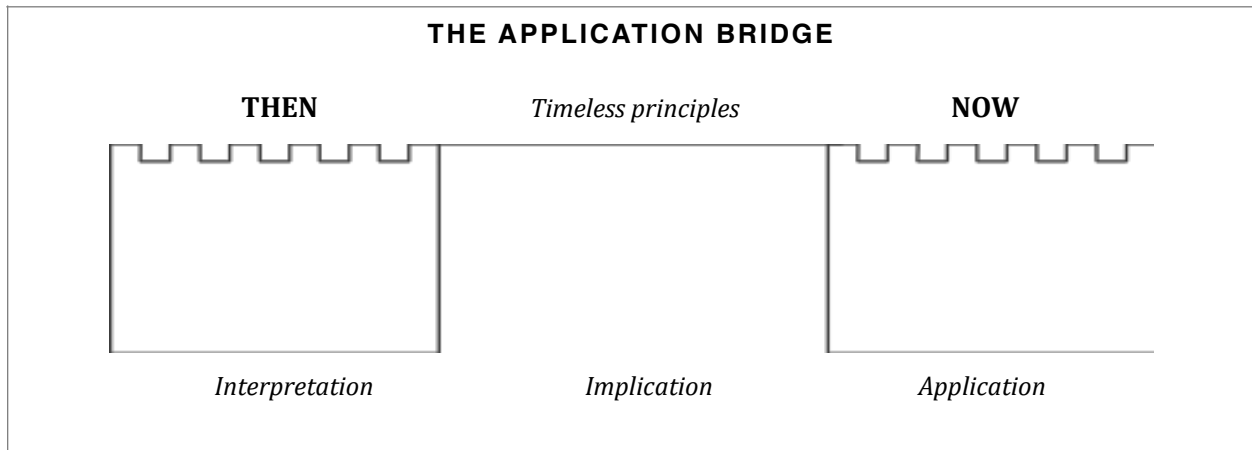 THE APPLICATION BRIDGE
THEN Timeless principles NOW
Interpretation Implication Application